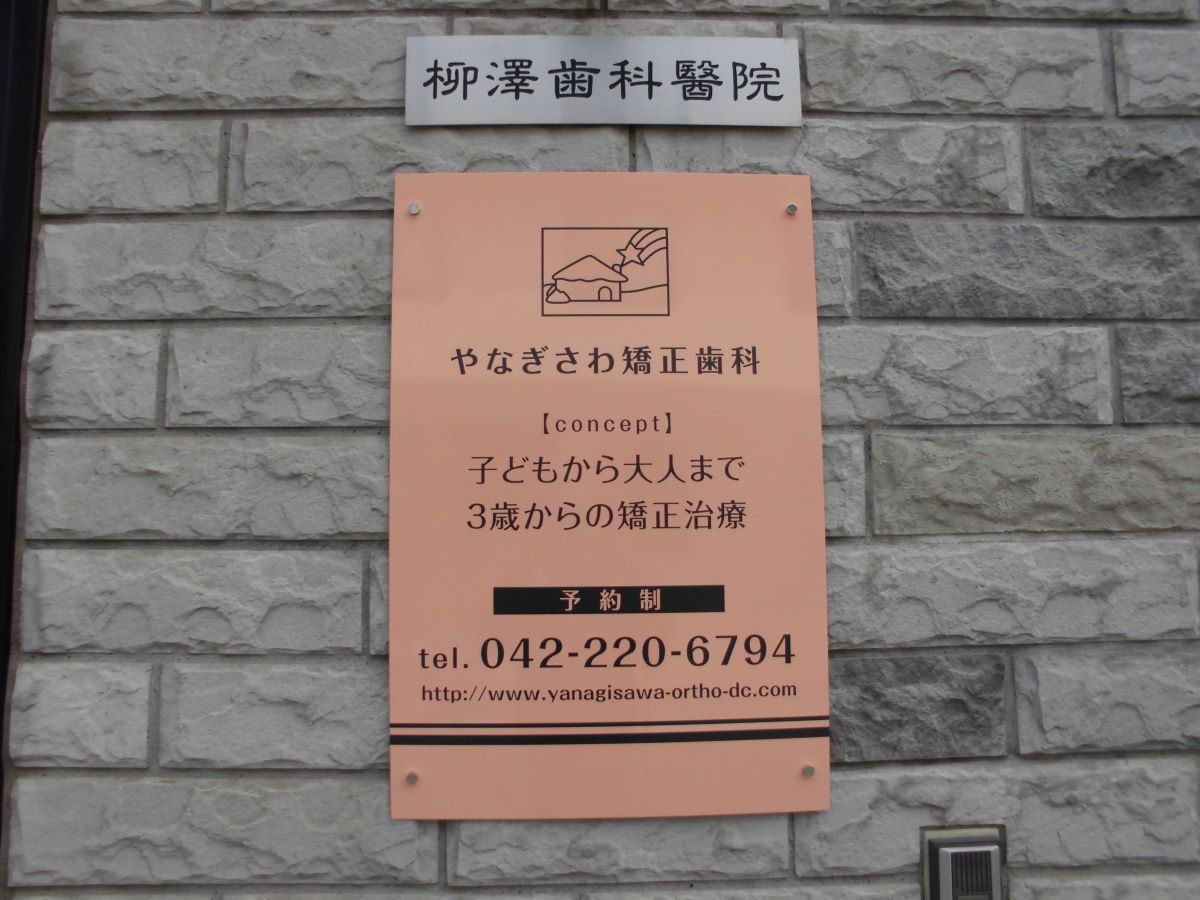 柳澤歯科醫院
やなぎさわ矯正歯科
【concept】
子どもから大人まで
3歳からの矯正治療
予約制
tel. 042-220-6794
http://www.yanagisawa-ortho-dc.com